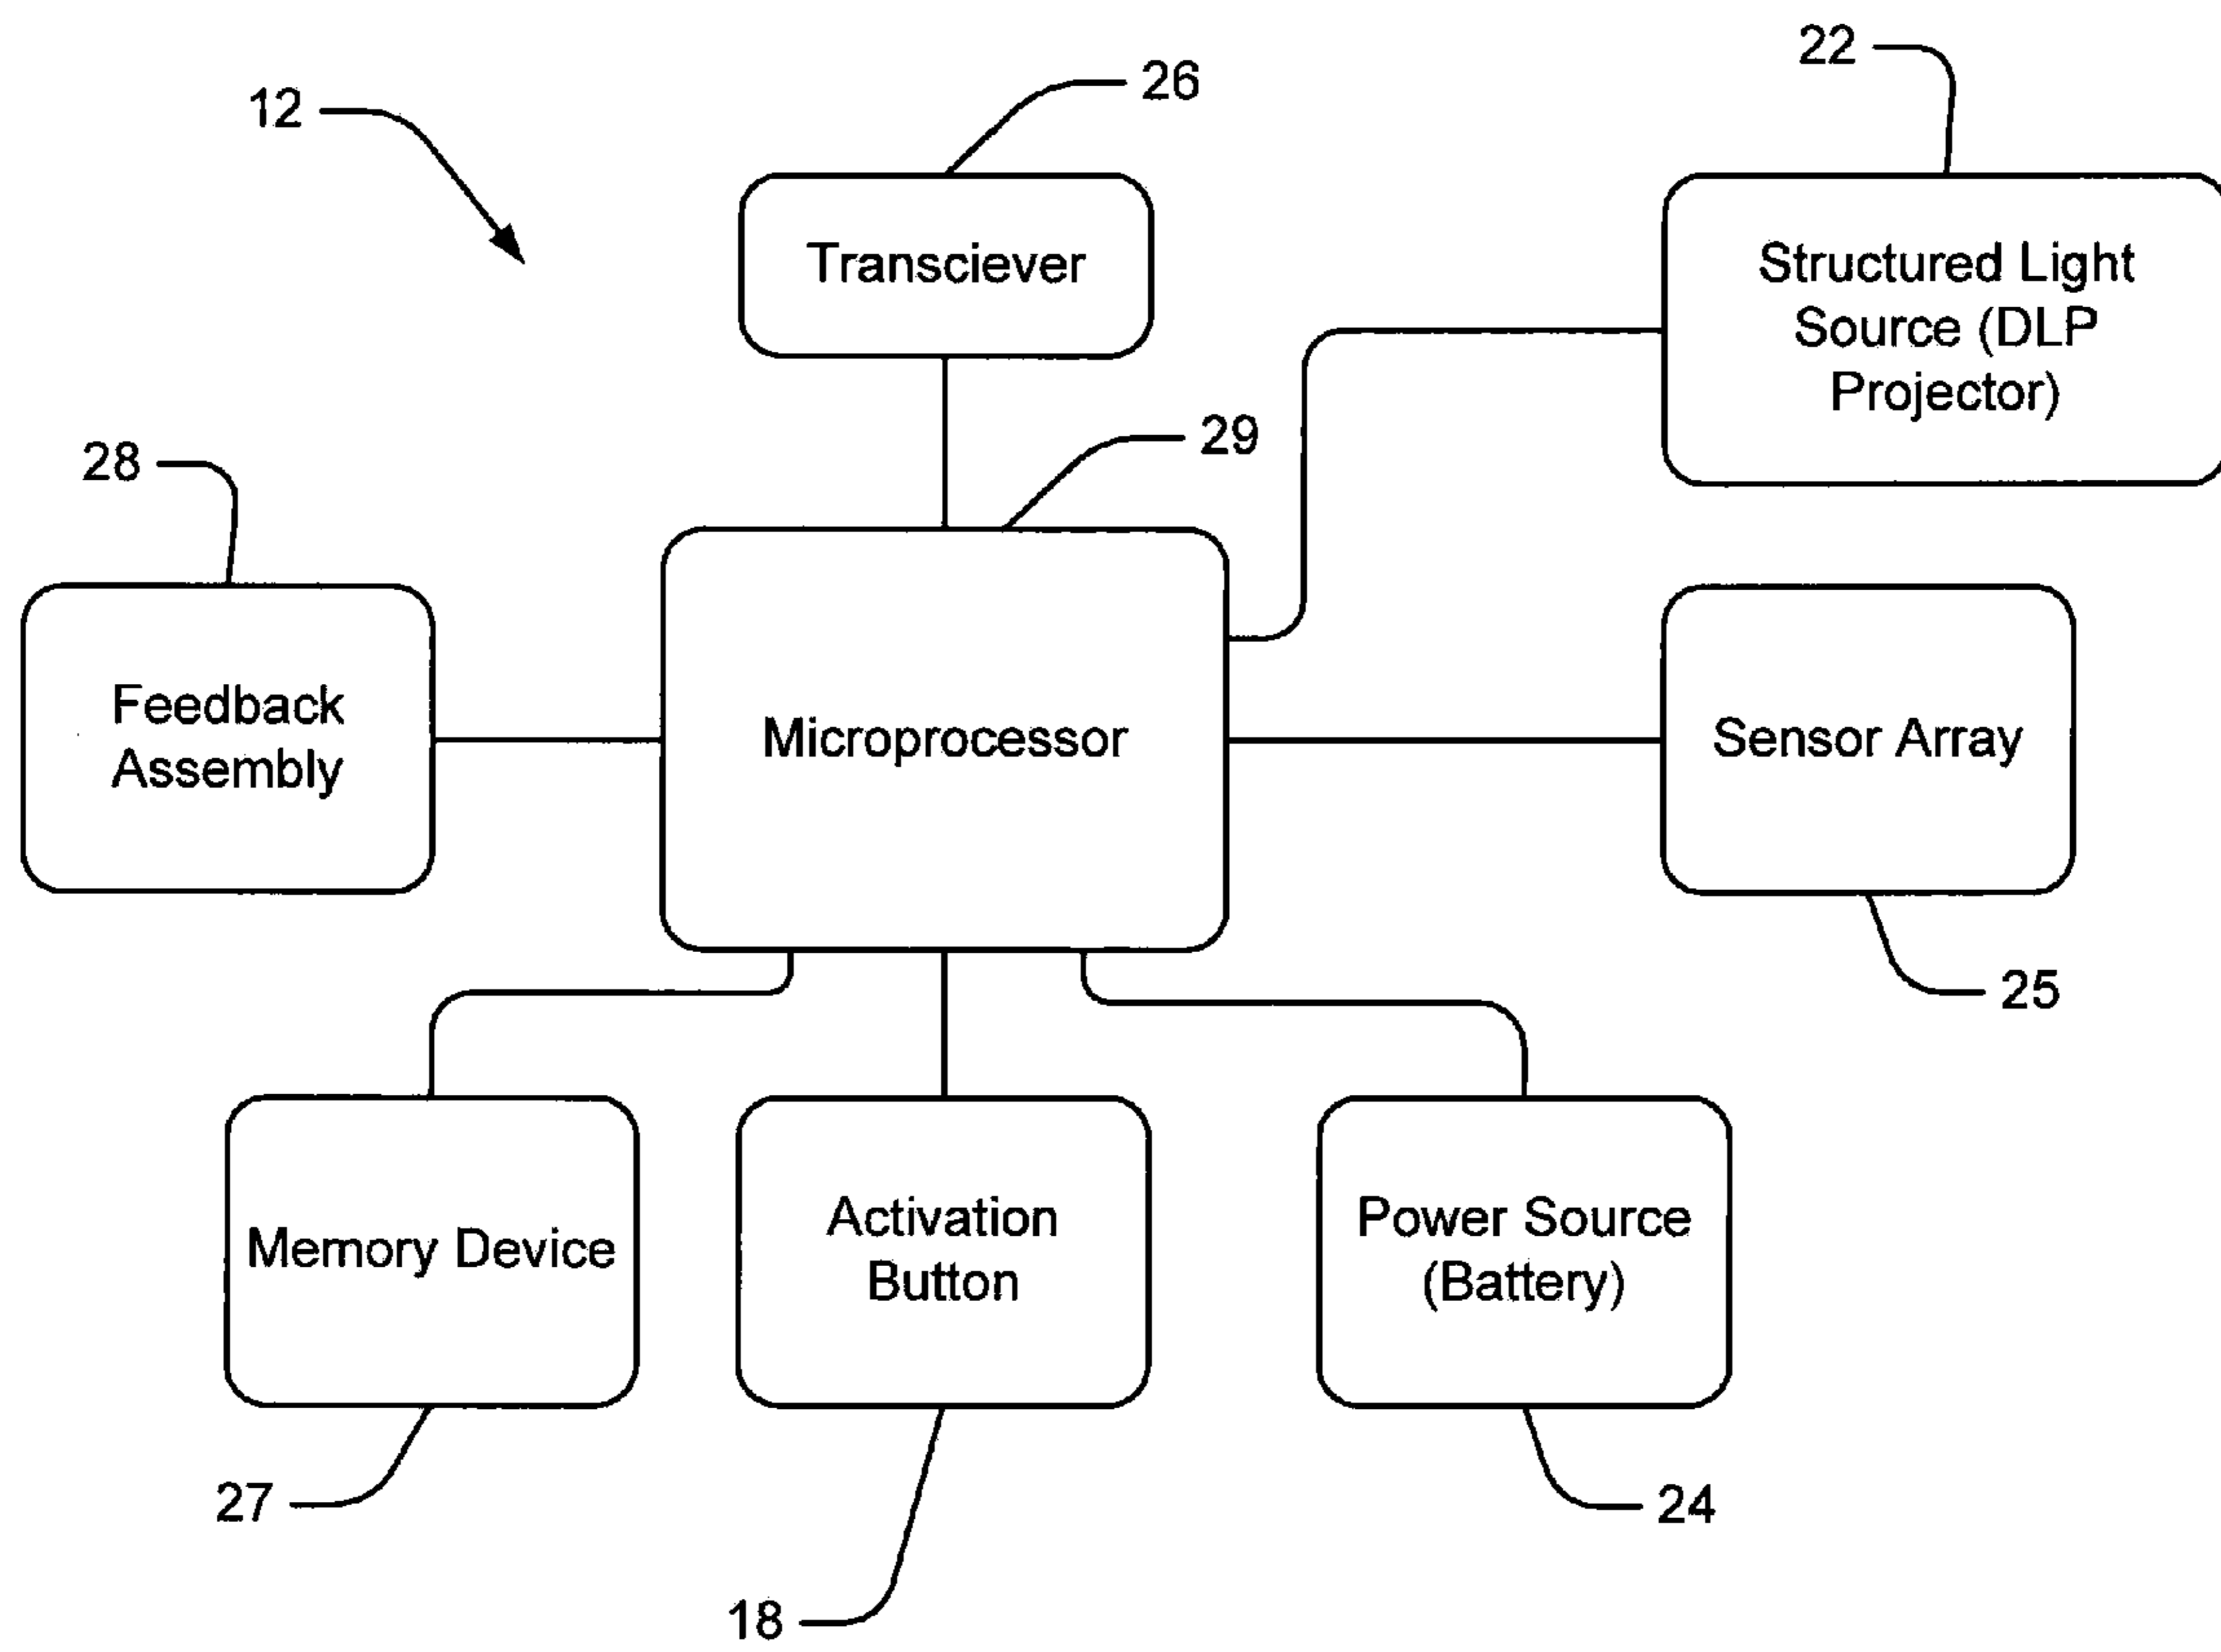 22
26
12
Transciever
Structured Light
Source (DLP
Projector)
29
28
Feedback
Assembly
Microprocessor
Sensor Array
25
Memory Device
Activation
Button
Power Source
(Battery)
27
24
18